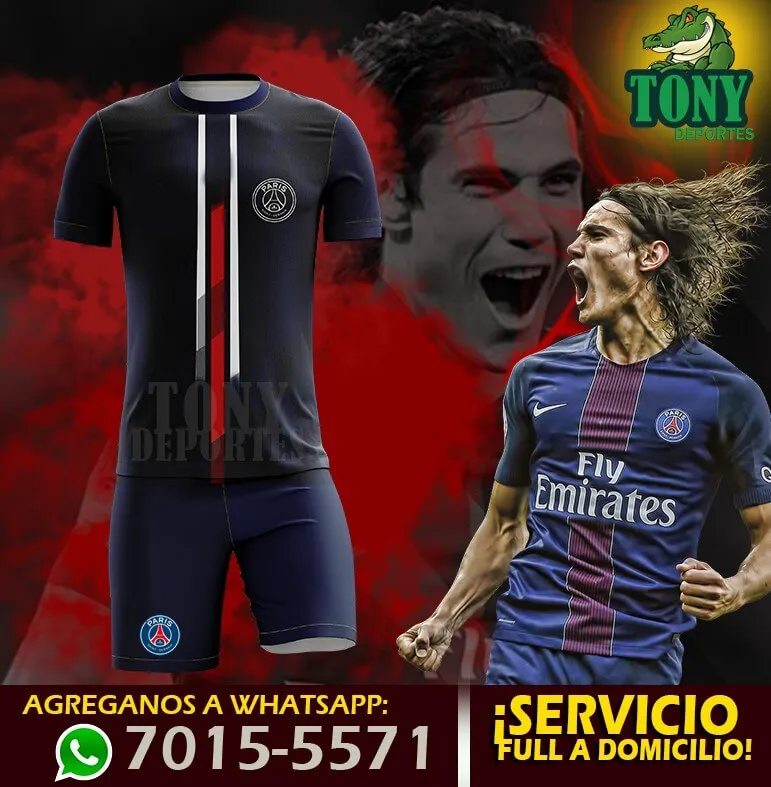 TONY
DEPORTES
PARIS
TONY
DEPORTES
PARIS
Fly
Emirates
PARIS
AGREGANOS A WHATSAPP:
7015-5571
¡SERVICIO
FULL A DOMICILIO!